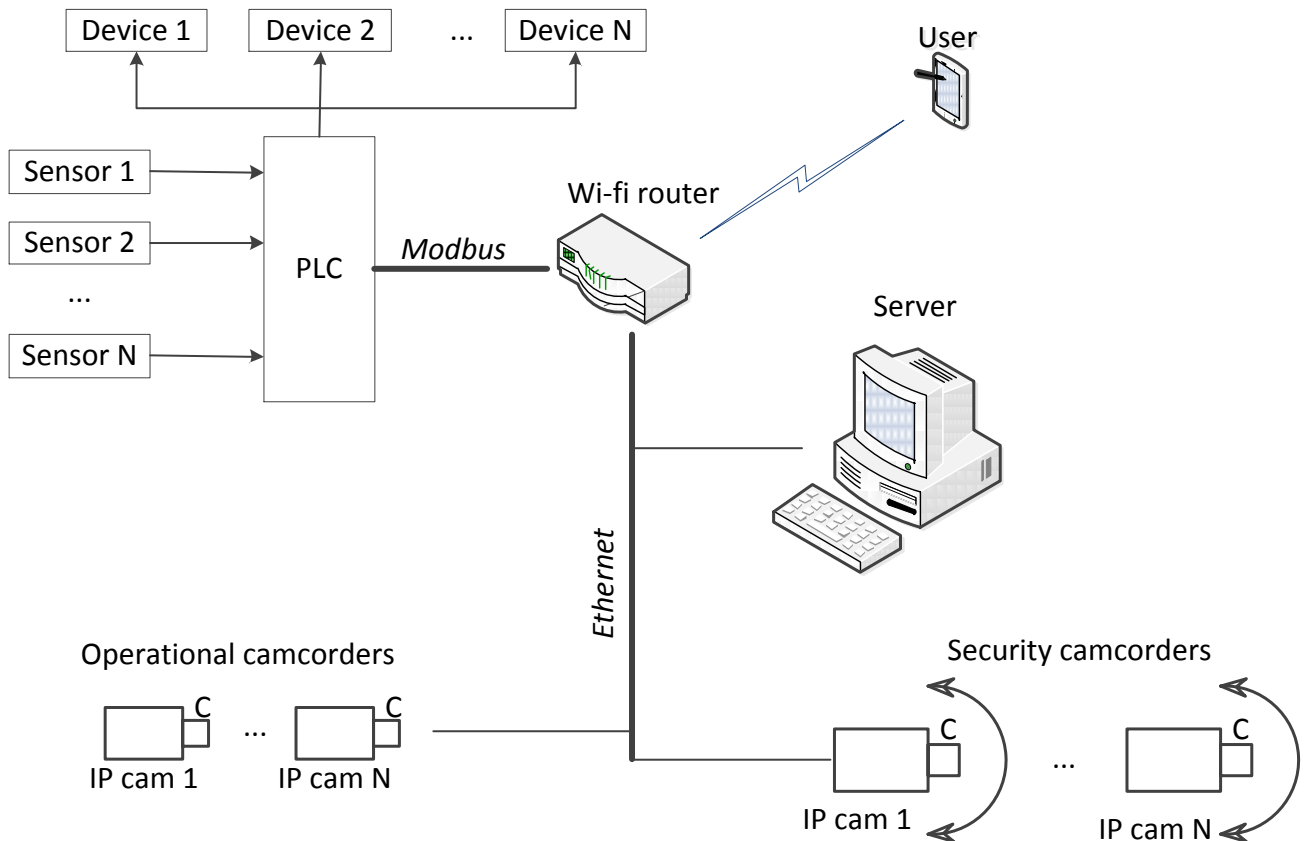 Device 1
Device 2
...
Device N
User
Sensor 1
Sensor 2
...
Sensor N
PLC
Modbus
Wi-fi router
Server
Ethernet
Operational camcorders
C
...
C
IP cam 1
IP cam N
Security camcorders
C
...
C
IP cam 1
IP cam N